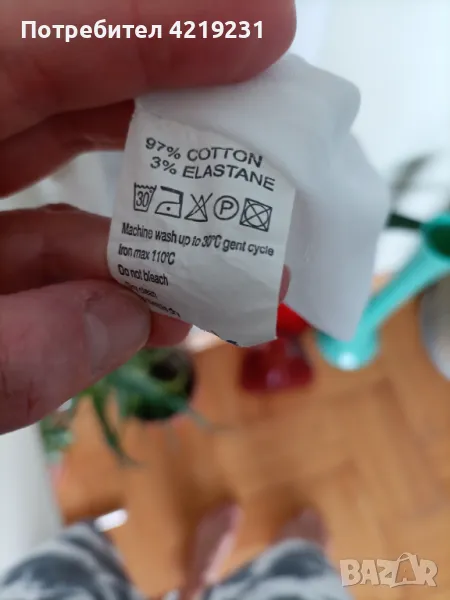 Потребител 4219231
97% COTTON
3% ELASTANE
30 P
Machine wash up to 30°C gent cycle
Iron max 110°C
Do not bleach
BAZAR